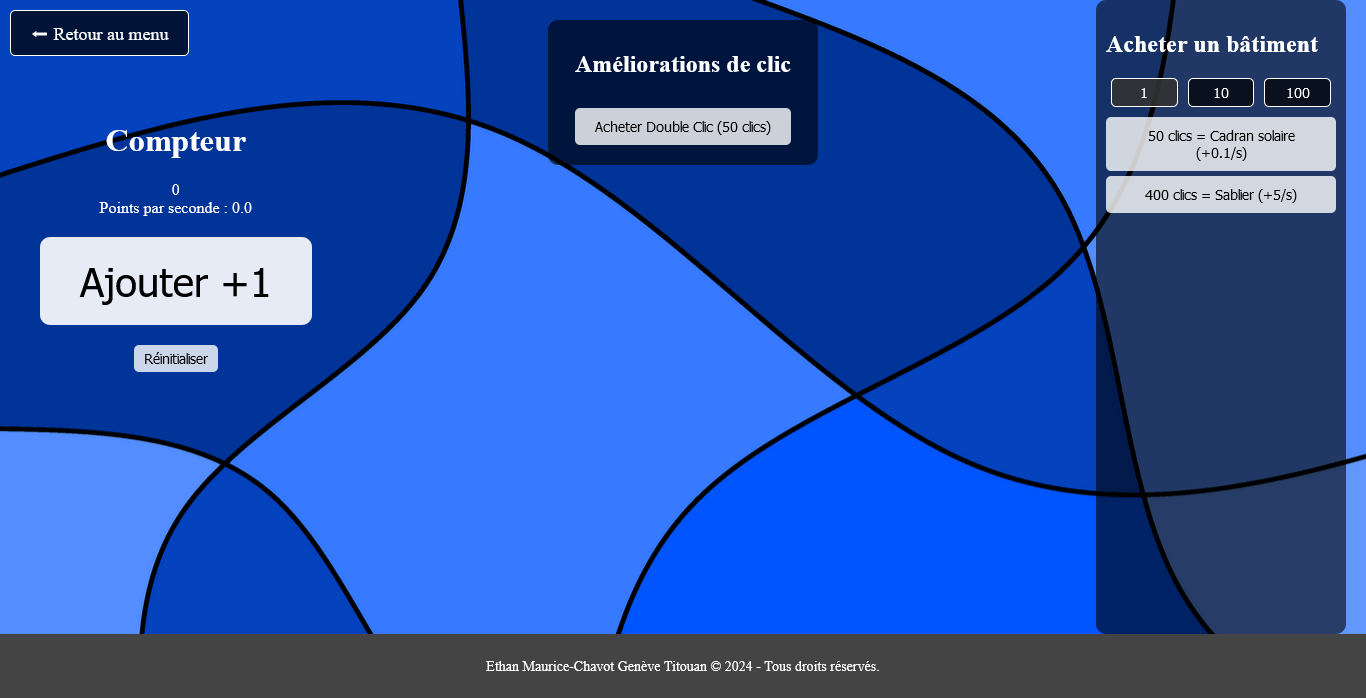 ⬅ Retour au menu
Compteur
0
Points par seconde : 0.0
Ajouter +1
Réinitialiser
Améliorations de clic
Acheter Double Clic (50 clics)
Acheter un bâtiment
1 10 100
50 clics = Cadran solaire
(+0.1/s)
400 clics = Sablier (+5/s)
Ethan Maurice-Chavot Genève Titouan © 2024 - Tous droits réservés.